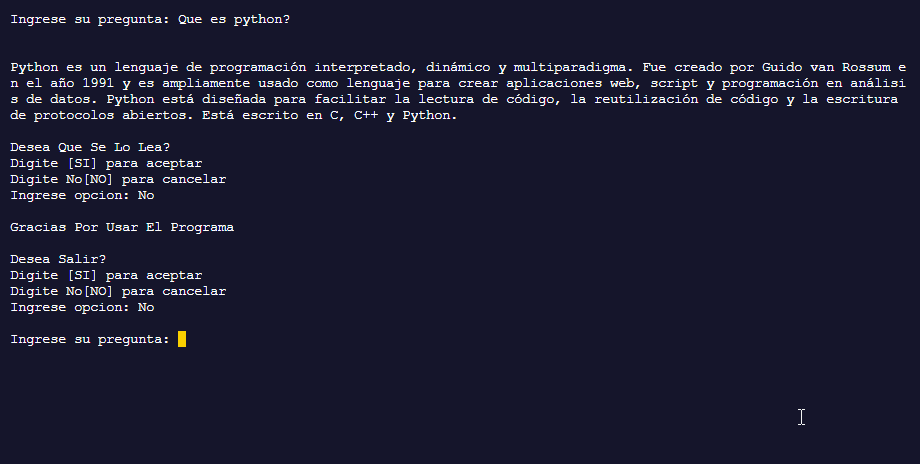 Ingrese su pregunta: Que es python?
Python es un lenguaje de programación interpretado, dinámico y multiparadigma. Fue creado por Guido van Rossum e
n el año 1991 y es ampliamente usado como lenguaje para crear aplicaciones web, script y programación en análisi
s de datos. Python está diseñada para facilitar la lectura de código, la reutilización de código y la escritura
de protocolos abiertos. Está escrito en C, C++ y Python.
Desea Que Se Lo Lea?
Digite [SI] para aceptar
Digite No[NO] para cancelar
Ingrese opcion: No
Gracias Por Usar El Programa
Desea Salir?
Digite [SI] para aceptar
Digite No[NO] para cancelar
Ingrese opcion: No
Ingrese su pregunta: